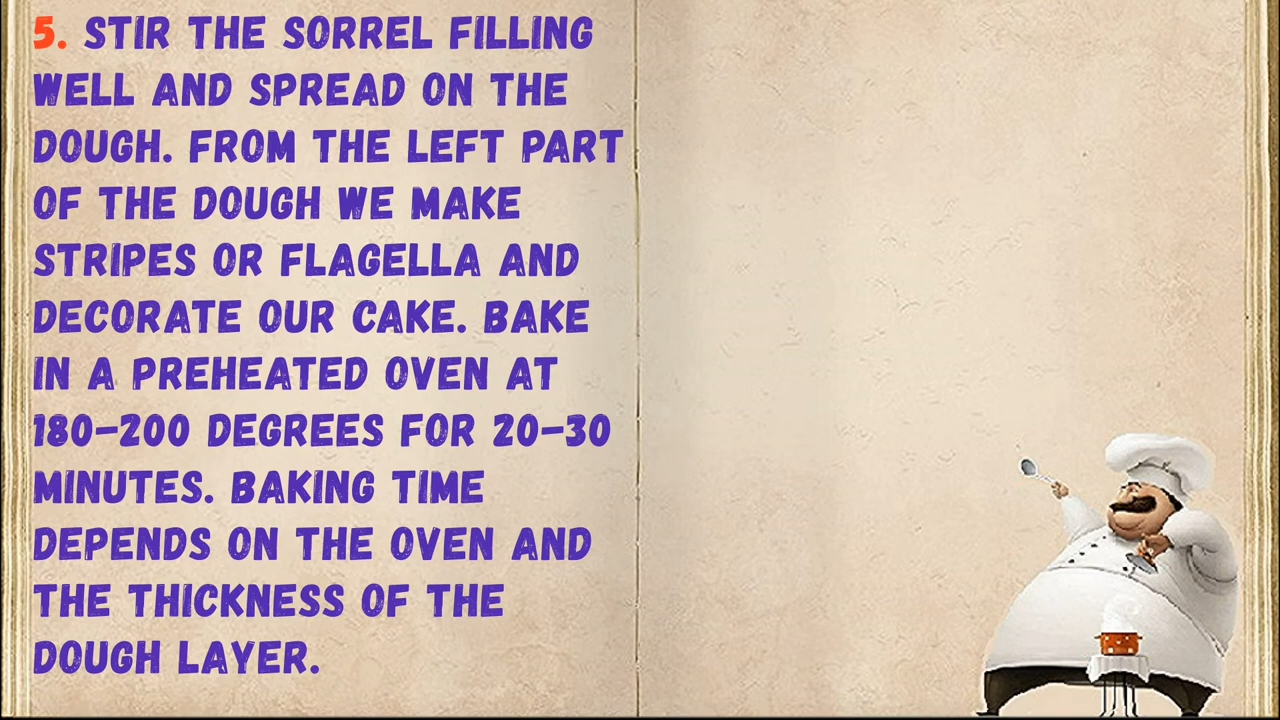 5. STIR THE SORREL FILLING
WELL AND SPREAD ON THE
DOUGH. FROM THE LEFT PART
OF THE DOUGH WE MAKE
STRIPES OR FLAGELLA AND
DECORATE OUR CAKE. BAKE
IN A PREHEATED OVEN AT
180-200 DEGREES FOR 20-30
MINUTES. BAKING TIME
DEPENDS ON THE OVEN AND
THE THICKNESS OF THE
DOUGH LAYER.